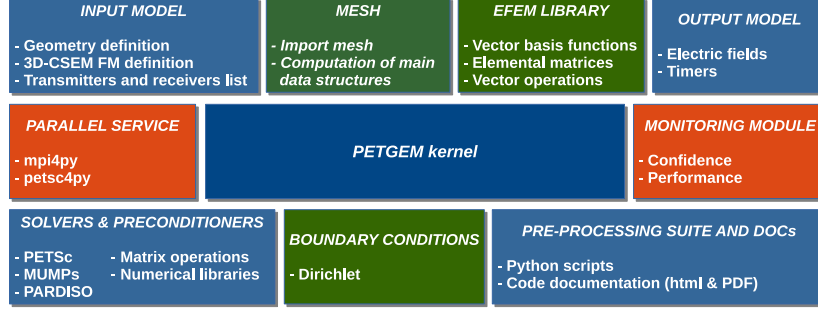 INPUT MODEL
- Geometry definition
- 3D-CSEM FM definition
- Transmitters and receivers list
MESH
- Import mesh
- Computation of main
data structures
EFEM LIBRARY
- Vector basis functions
- Elemental matrices
- Vector operations
OUTPUT MODEL
- Electric fields
- Timers
PARALLEL SERVICE
- mpi4py
- petsc4py
PETGEM kernel
MONITORING MODULE
- Confidence
- Performance
SOLVERS & PRECONDITIONERS
- PETSc - Matrix operations
- MUMPs - Numerical libraries
- PARDISO
BOUNDARY CONDITIONS
- Dirichlet
PRE-PROCESSING SUITE AND DOCs
- Python scripts
- Code documentation (html & PDF)